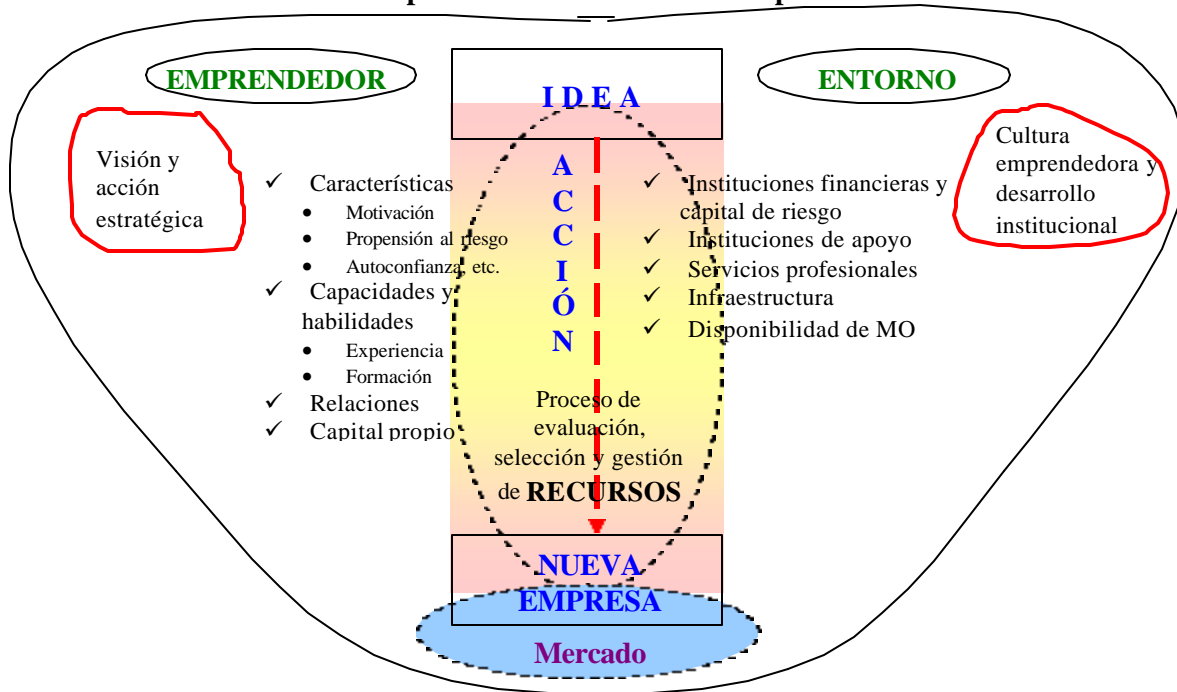 EMPRENDEDOR
ENTORNO
I D E A
Visión y
acción
estratégica
✓ Características
• Motivación
• Propensión al riesgo
• Autoconfianza, etc.
✓ Capacidades y
habilidades
• Experiencia
• Formación
✓ Relaciones
✓ Capital propio
A
C
C
I
Ó
N
Proceso de
evaluación,
selección y gestión
de RECURSOS
✓ Instituciones financieras y
capital de riesgo
✓ Instituciones de apoyo
✓ Servicios profesionales
✓ Infraestructura
✓ Disponibilidad de MO
Cultura
emprendedora y
desarrollo
institucional
NUEVA
EMPRESA
Mercado